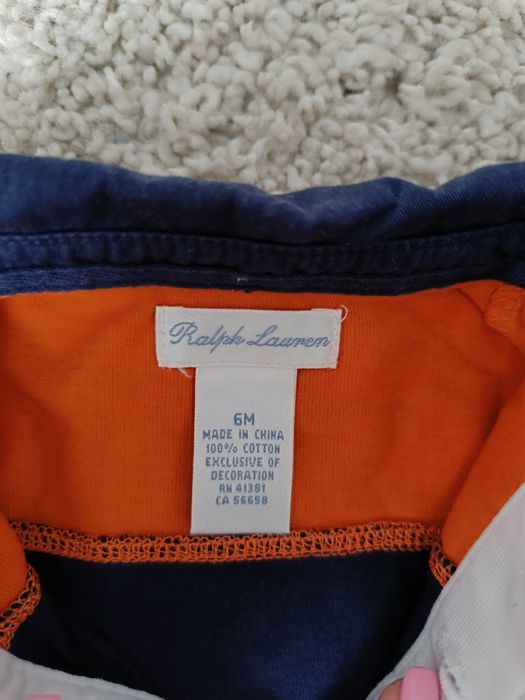 Ralph Lauren
6M
MADE IN CHINA
100% COTTON
EXCLUSIVE OF
DECORATION
RN 41381
CA 56658